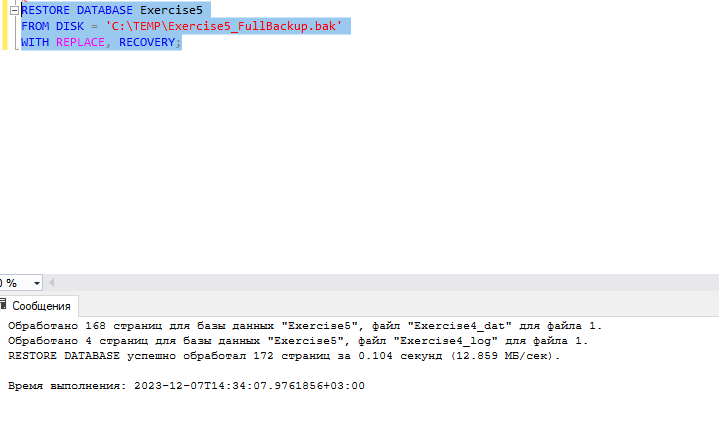 RESTORE DATABASE Exercise5
FROM DISK = 'C:\TEMP\Exercise5_FullBackup.bak'
WITH REPLACE, RECOVERY;
0 %
Сообщения
Обработано 168 страниц для базы данных "Exercise5", файл "Exercise4_dat" для файла 1.
Обработано 4 страниц для базы данных "Exercise5", файл "Exercise4_log" для файла 1.
RESTORE DATABASE успешно обработал 172 страниц за 0.104 секунд (12.859 МБ/сек).
Время выполнения: 2023-12-07T14:34:07.9761856+03:00